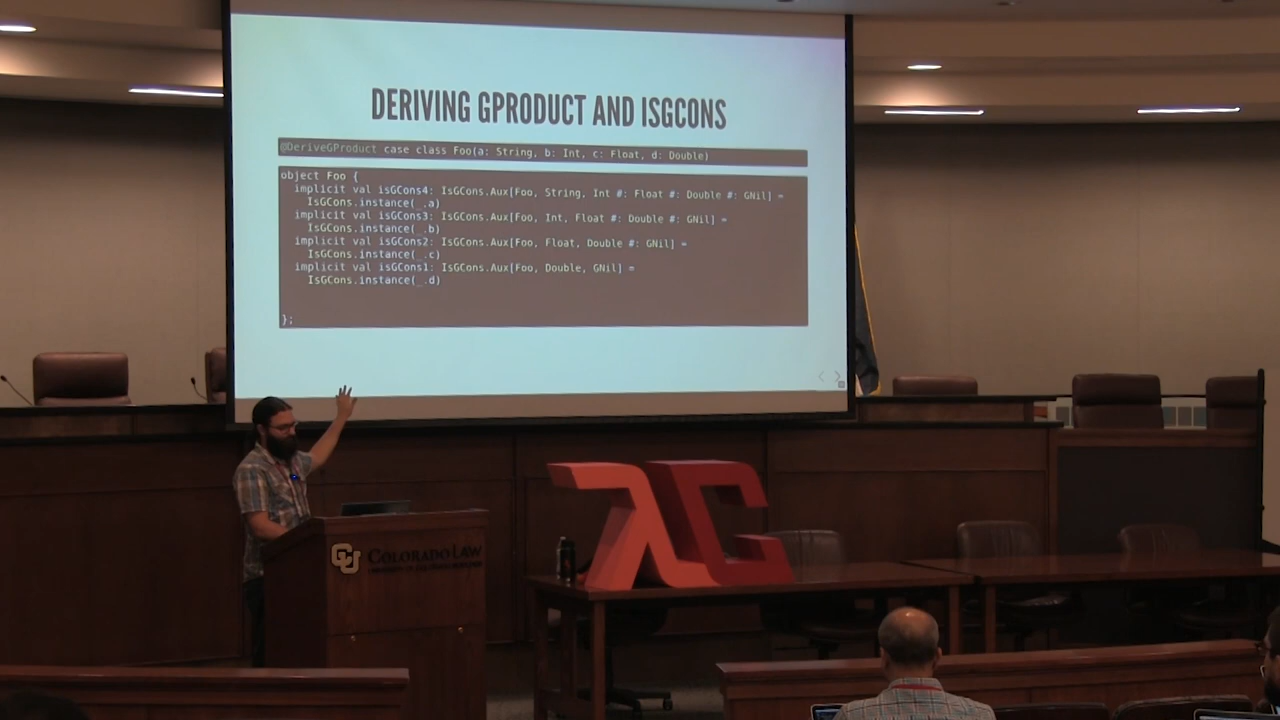 DERIVING GPRODUCT AND ISGCONS
@DeriveGProduct case class Foo(a: String, b: Int, c: Float, d: Double)
object Foo {
implicit val isGCons4: IsGCons.Aux[Foo, String, Int #: Float #: Double #: GNil] =
IsGCons.instance(_.a)
implicit val isGCons3: IsGCons.Aux[Foo, Int, Float #: Double #: GNil] =
IsGCons.instance(_.b)
implicit val isGCons2: IsGCons.Aux[Foo, Float, Double #: GNil] =
IsGCons.instance(_.c)
implicit val isGCons1: IsGCons.Aux[Foo, Double, GNil] =
IsGCons.instance(_.d)
};
CU COLORADO LAW
λC